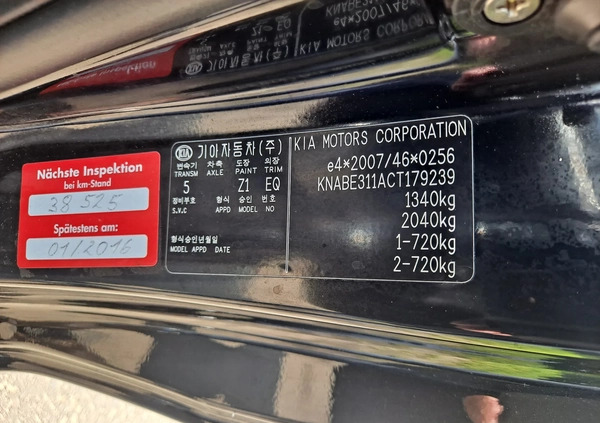 Nächste Inspektion
bei km-Stand
38 525
Spätestens am:
01/2016
KIA 기아자동차(주)
변속기 차축 도장 외장
TRANSM AXLE PAINT TRIM
5 Z1 EQ
정비부호 형식 승인 번호
S.V.C APPD MODEL NO
형식승인년월일
MODEL APPD DATE
KIA MOTORS CORPORATION
e4*2007/46*0256
KNABE311ACT179239
1340kg
2040kg
1-720kg
2-720kg